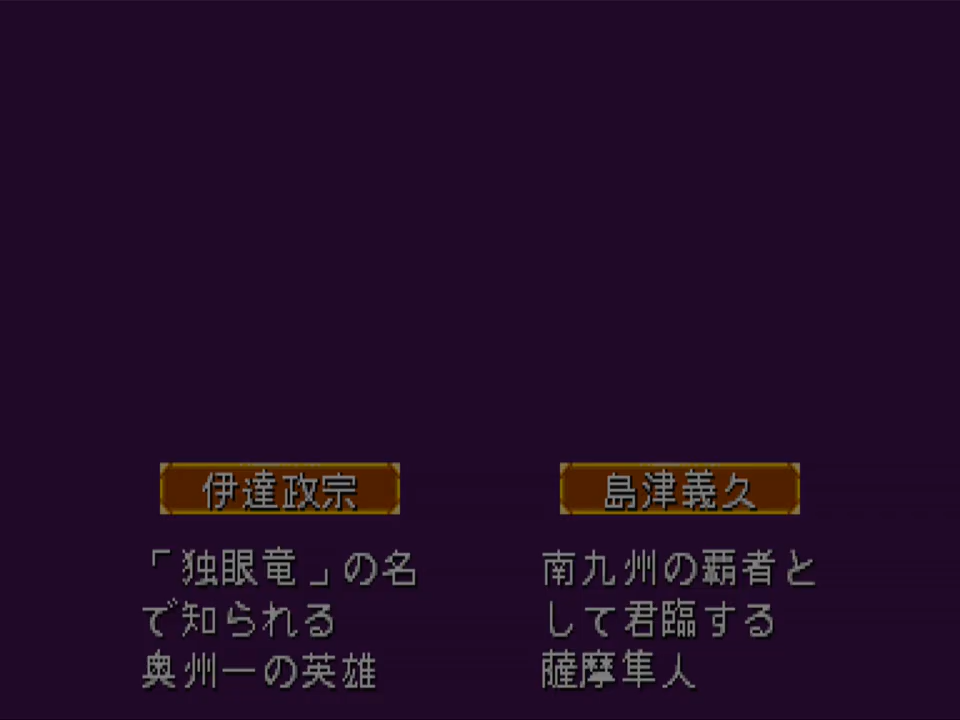 伊達政宗
「独眼竜」の名
で知られる
奥州一の英雄
島津義久
南九州の覇者と
して君臨する
薩摩隼人